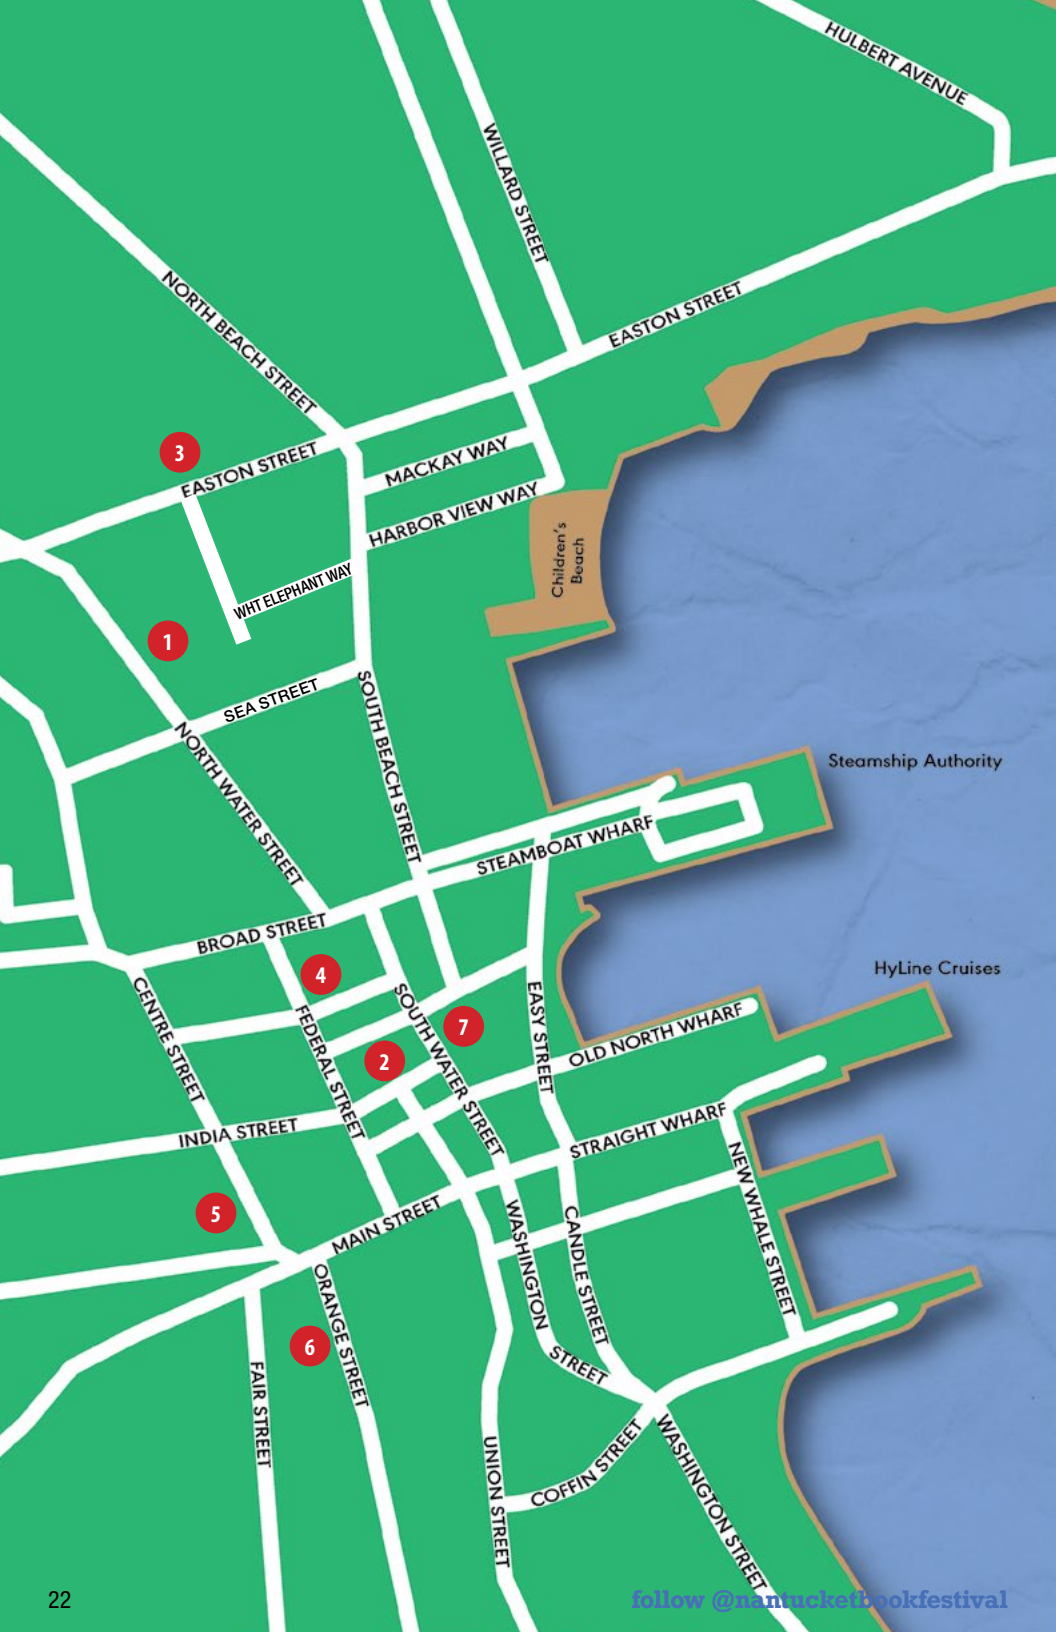 HULBERT AVENUE
WILLARD STREET
EASTON STREET
NORTH BEACH STREET
3
EASTON STREET
MACKAY WAY
HARBOR VIEW WAY
Children's
Beach
WHT ELEPHANT WAY
1
SEA STREET
SOUTH BEACH STREET
NORTH WATER STREET
Steamship Authority
STEAMBOAT WHARF
BROAD STREET
4
HyLine Cruises
CENTRE STREET
FEDERAL STREET
SOUTH WATER STREET
7
EASY STREET
OLD NORTH WHARF
2
INDIA STREET
STRAIGHT WHARF
NEW WHALE STREET
5
MAIN STREET
WASHINGTON
STREET
CANDLE STREET
ORANGE STREET
6
FAIR STREET
UNION STREET
COFFIN STREET
WASHINGTON STREET
22
follow @nantucketbookfestival